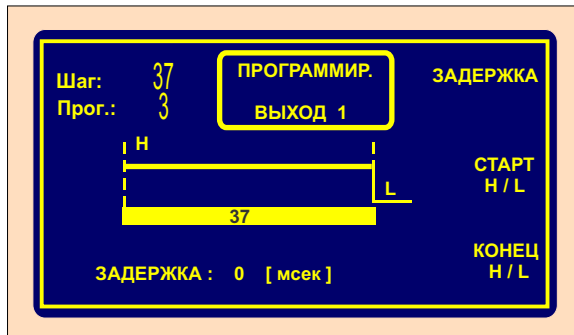 Шаг: 37
Прог.: 3
ПРОГРАММИР.
ВЫХОД 1
ЗАДЕРЖКА
H
L
37
СТАРТ
H / L
ЗАДЕРЖКА : 0 [ мсек ]
КОНЕЦ
H / L